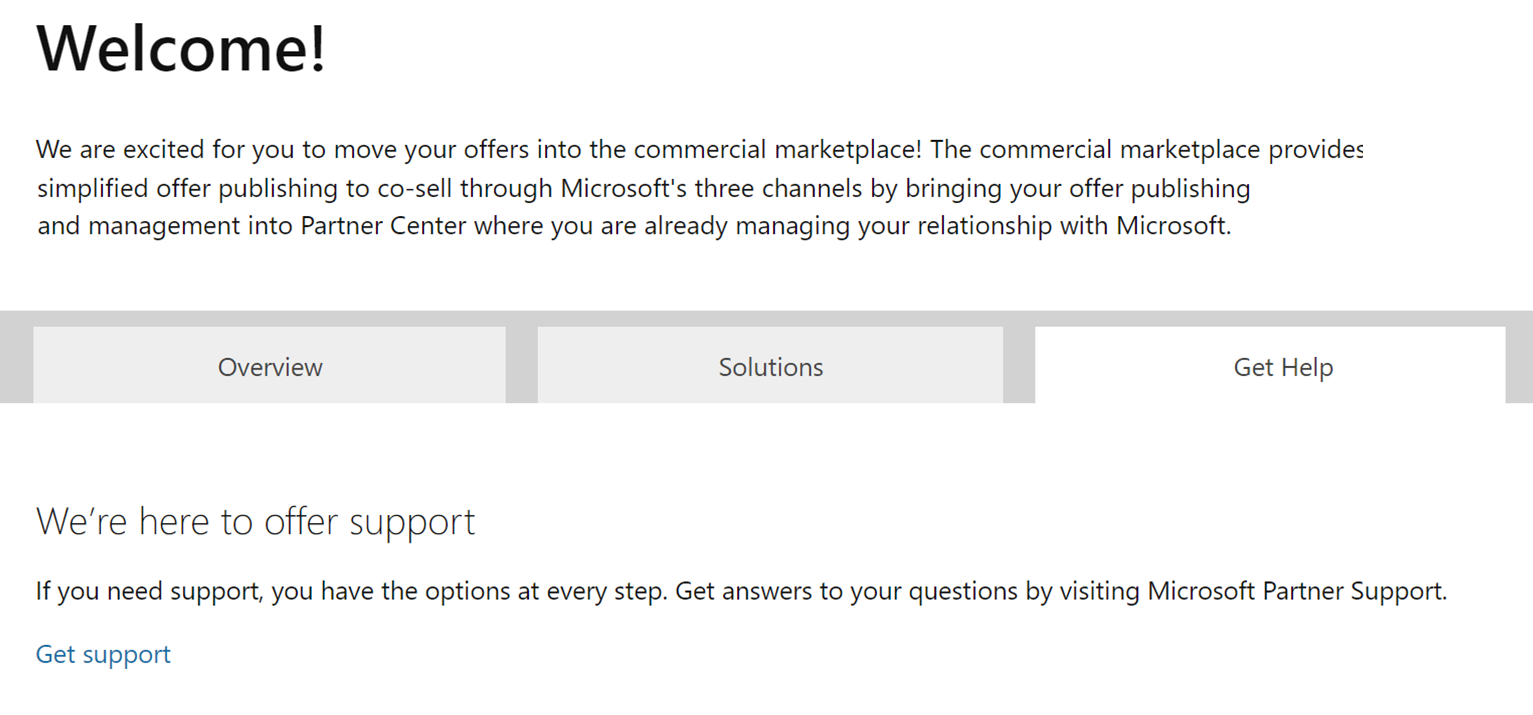 Welcome!
We are excited for you to move your offers into the commercial marketplace! The commercial marketplace provides
simplified offer publishing to co-sell through Microsoft's three channels by bringing your offer publishing
and management into Partner Center where you are already managing your relationship with Microsoft.
Overview
Solutions
Get Help
We’re here to offer support
If you need support, you have the options at every step. Get answers to your questions by visiting Microsoft Partner Support.
Get support